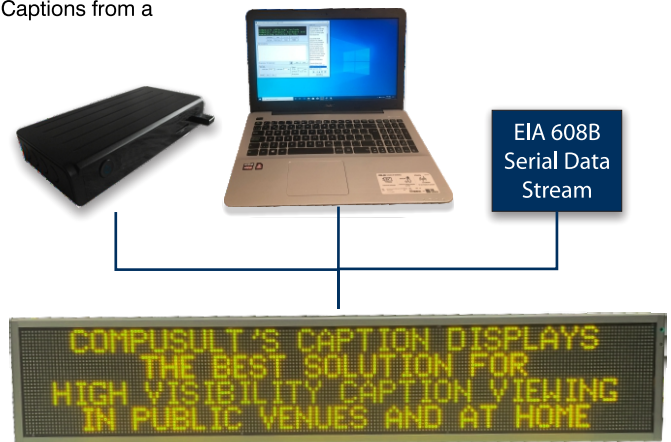 Captions from a
EIA 608B
Serial Data
Stream
COMPUSULT'S CAPTION DISPLAYS
THE BEST SOLUTION FOR
HIGH VISIBILITY CAPTION VIEWING
IN PUBLIC VENUES AND AT HOME